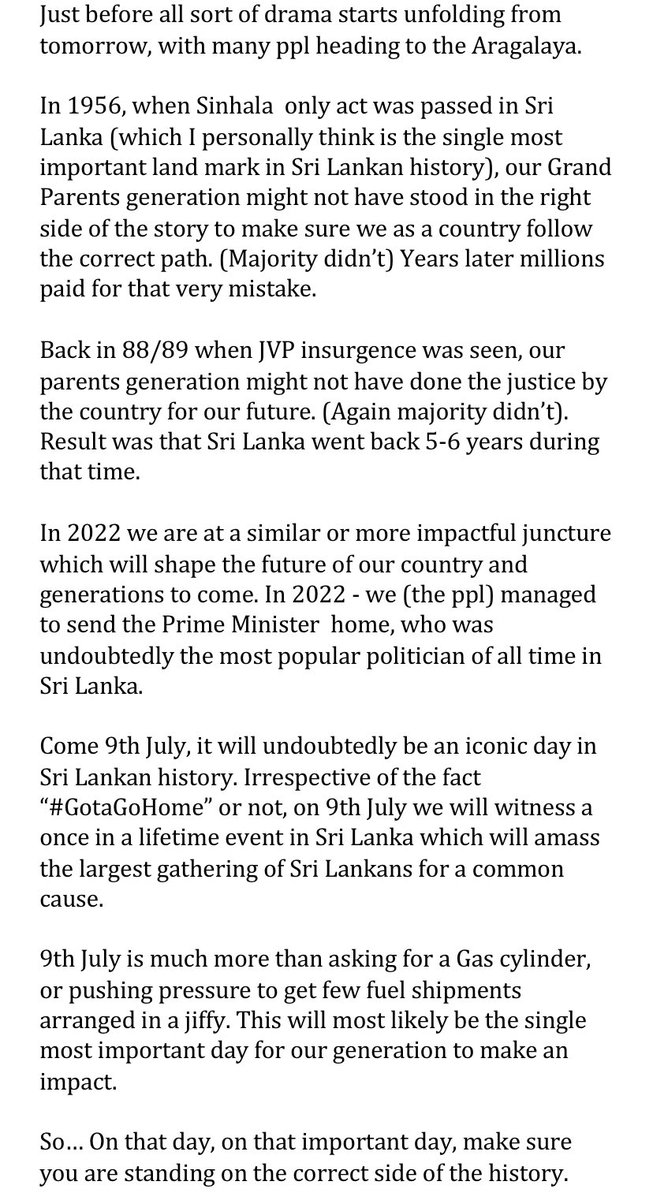 Just before all sort of drama starts unfolding from
tomorrow, with many ppl heading to the Aragalaya.
In 1956, when Sinhala  only act was passed in Sri
Lanka (which I personally think is the single most
important land mark in Sri Lankan history), our Grand
Parents generation might not have stood in the right
side of the story to make sure we as a country follow
the correct path. (Majority didn’t) Years later millions
paid for that very mistake.
Back in 88/89 when JVP insurgence was seen, our
parents generation might not have done the justice by
the country for our future. (Again majority didn’t).
Result was that Sri Lanka went back 5-6 years during
that time.
In 2022 we are at a similar or more impactful juncture
which will shape the future of our country and
generations to come. In 2022 - we (the ppl) managed
to send the Prime Minister  home, who was
undoubtedly the most popular politician of all time in
Sri Lanka.
Come 9th July, it will undoubtedly be an iconic day in
Sri Lankan history. Irrespective of the fact
“#GotaGoHome” or not, on 9th July we will witness a
once in a lifetime event in Sri Lanka which will amass
the largest gathering of Sri Lankans for a common
cause.
9th July is much more than asking for a Gas cylinder,
or pushing pressure to get few fuel shipments
arranged in a jiffy. This will most likely be the single
most important day for our generation to make an
impact.
So... On that day, on that important day, make sure
you are standing on the correct side of the history.